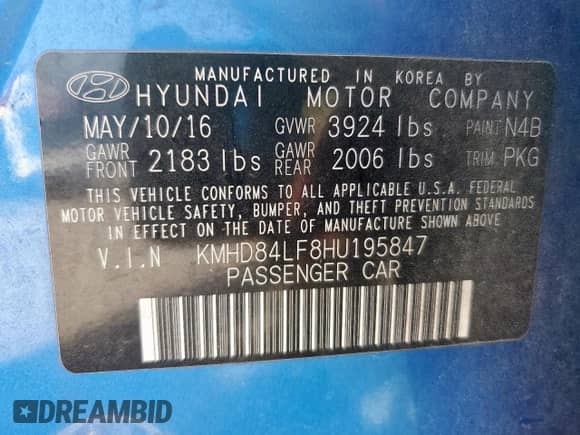 MANUFACTURED IN KOREA BY
HYUNDAI MOTOR COMPANY
MAY/10/16 GVWR 3924 lbs PAINT N4B
GAWR FRONT 2183 lbs GAWR REAR 2006 lbs TRIM PKG
THIS VEHICLE CONFORMS TO ALL APPLICABLE U.S.A. FEDERAL
MOTOR VEHICLE SAFETY, BUMPER, AND THEFT PREVENTION STANDARDS
IN EFFECT ON THE DATE OF MANUFACTURE SHOWN ABOVE.
V.I.N KMHD84LF8HU195847
PASSENGER CAR
DREAMBID